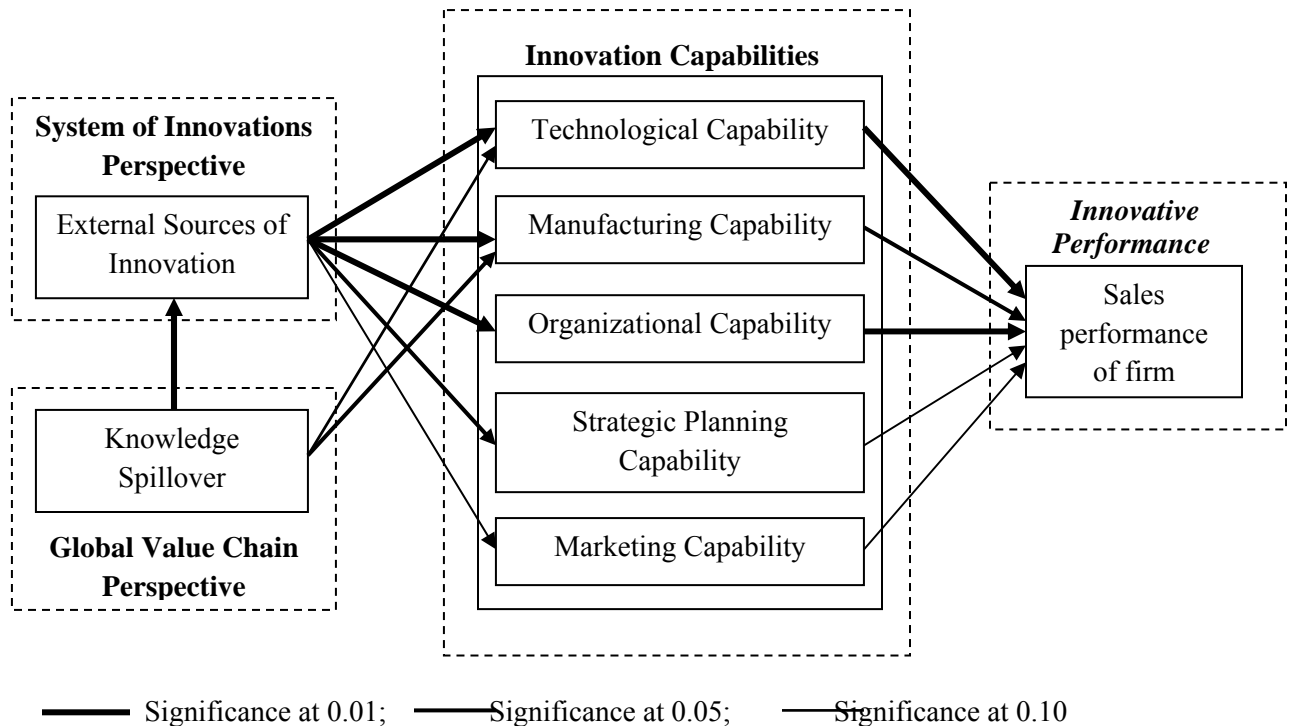 Innovation Capabilities
System of Innovations
Perspective
External Sources of
Innovation
Knowledge
Spillover
Global Value Chain
Perspective
Technological Capability
Manufacturing Capability
Organizational Capability
Strategic Planning
Capability
Marketing Capability
Innovative
Performance
Sales
performance
of firm
Significance at 0.01; Significance at 0.05; Significance at 0.10